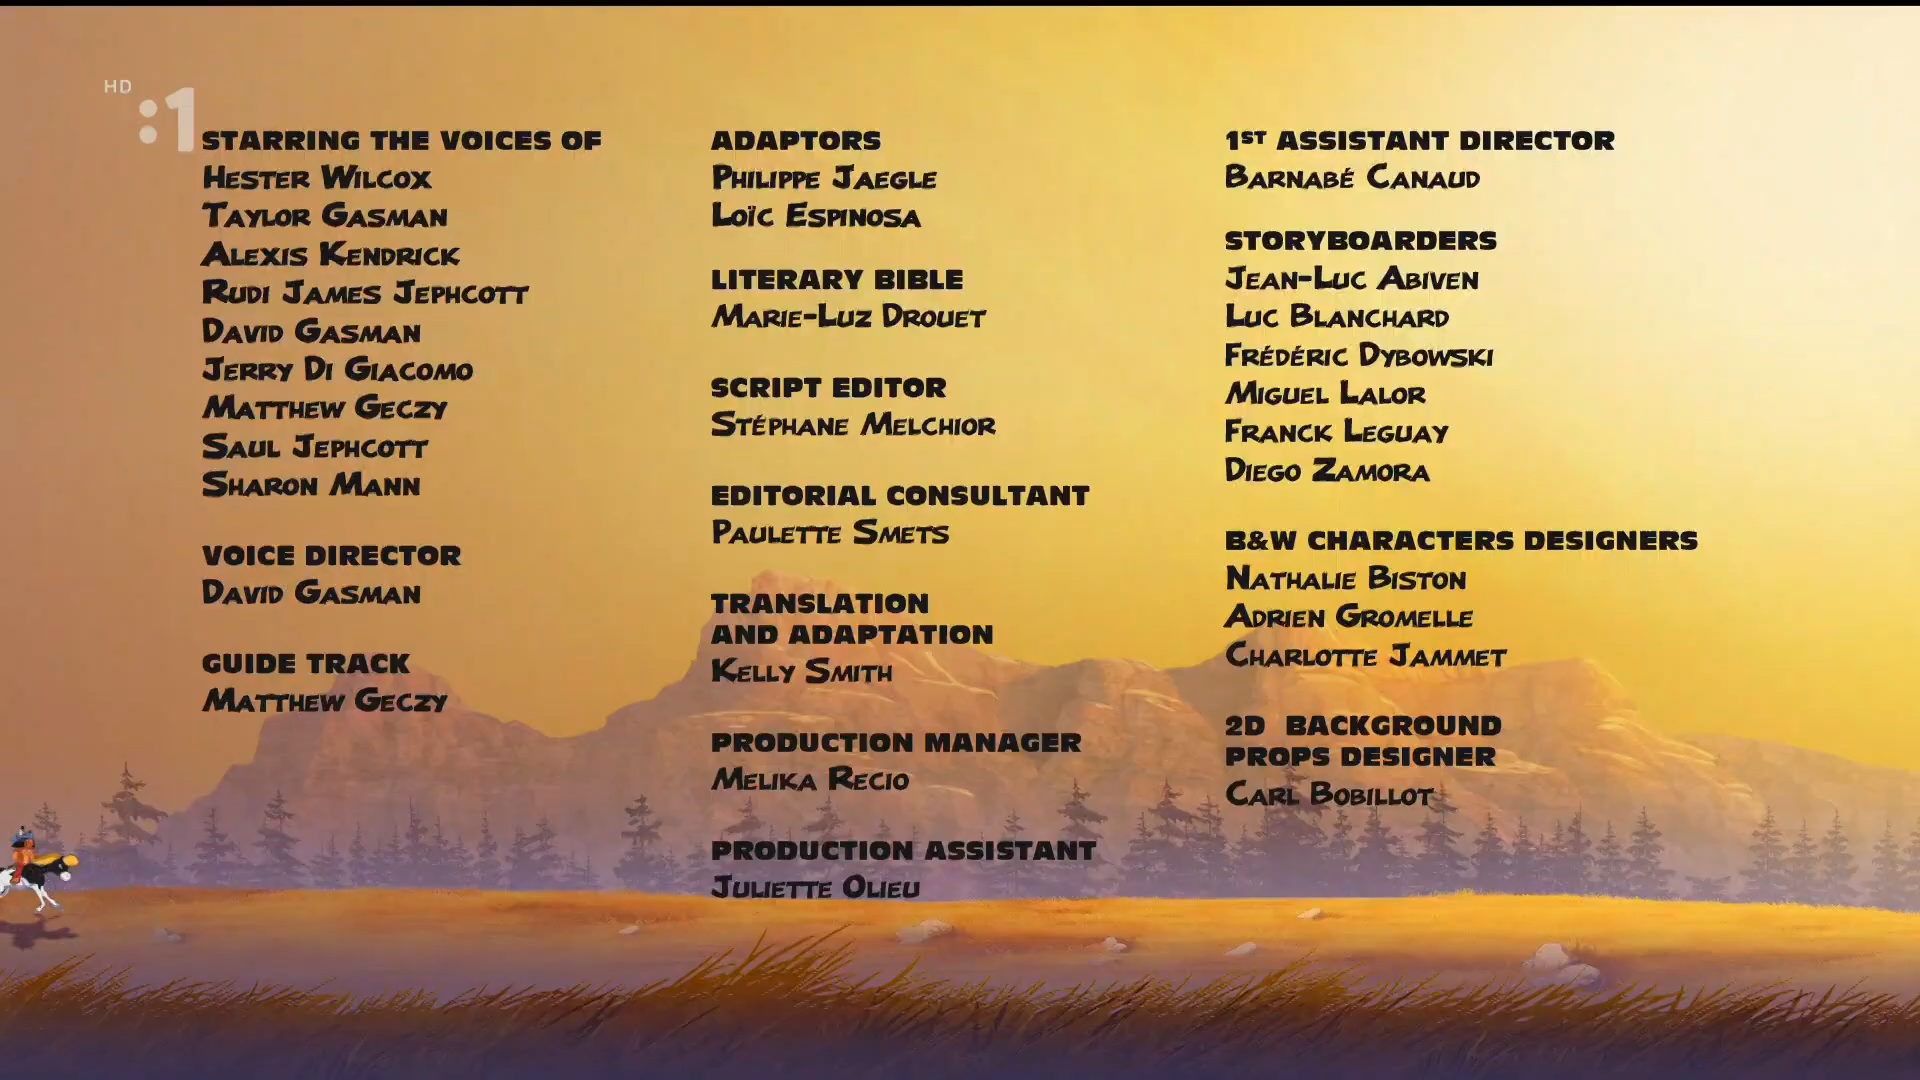 HD
:1
STARRING THE VOICES OF
HESTER WILCOX
TAYLOR GASMAN
ALEXIS KENDRICK
RUDI JAMES JEPHCOTT
DAVID GASMAN
JERRY DI GIACOMO
MATTHEW GECZY
SAUL JEPHCOTT
SHARON MANN
VOICE DIRECTOR
DAVID GASMAN
GUIDE TRACK
MATTHEW GECZY
ADAPTORS
PHILIPPE JAEGLE
LOÏC ESPINOSA
LITERARY BIBLE
MARIE-LUZ DROUET
SCRIPT EDITOR
STÉPHANE MELCHIOR
EDITORIAL CONSULTANT
PAULETTE SMETS
TRANSLATION
AND ADAPTATION
KELLY SMITH
PRODUCTION MANAGER
MELIKA RECIO
PRODUCTION ASSISTANT
JULIETTE OLIEU
1ST ASSISTANT DIRECTOR
BARNABÉ CANAUD
STORYBOARDERS
JEAN-LUC ABIVEN
LUC BLANCHARD
FRÉDÉRIC DYBOWSKI
MIGUEL LALOR
FRANCK LEGUAY
DIEGO ZAMORA
B&W CHARACTERS DESIGNERS
NATHALIE BISTON
ADRIEN GROMELLE
CHARLOTTE JAMMET
2D BACKGROUND
PROPS DESIGNER
CARL BOBILLOT